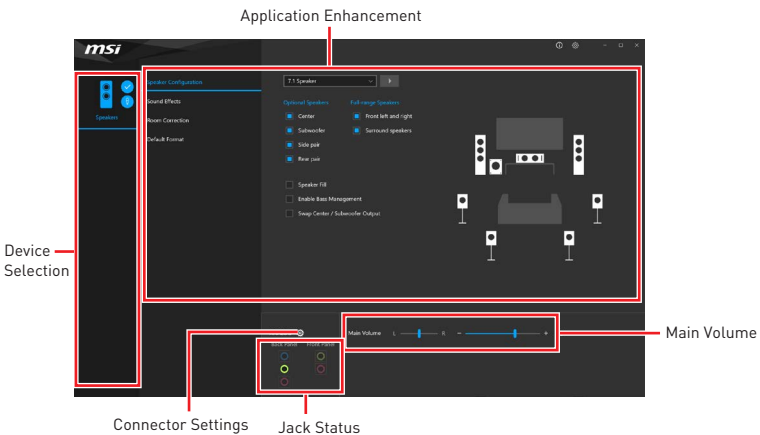 Application Enhancement
msi
Speaker Configuration
7.1 Speaker
Sound Effects
Optional Speakers Full-range Speakers
Speakers
Center Front left and right
Room Correction
Subwoofer Surround speakers
Default Format
Side pair
Rear pair
Speaker Fill
Enable Bass Management
Swap Center / Subwoofer Output
Device
Selection
Main Volume L R - +
Main Volume
Back Panel Front Panel
Connector Settings
Jack Status